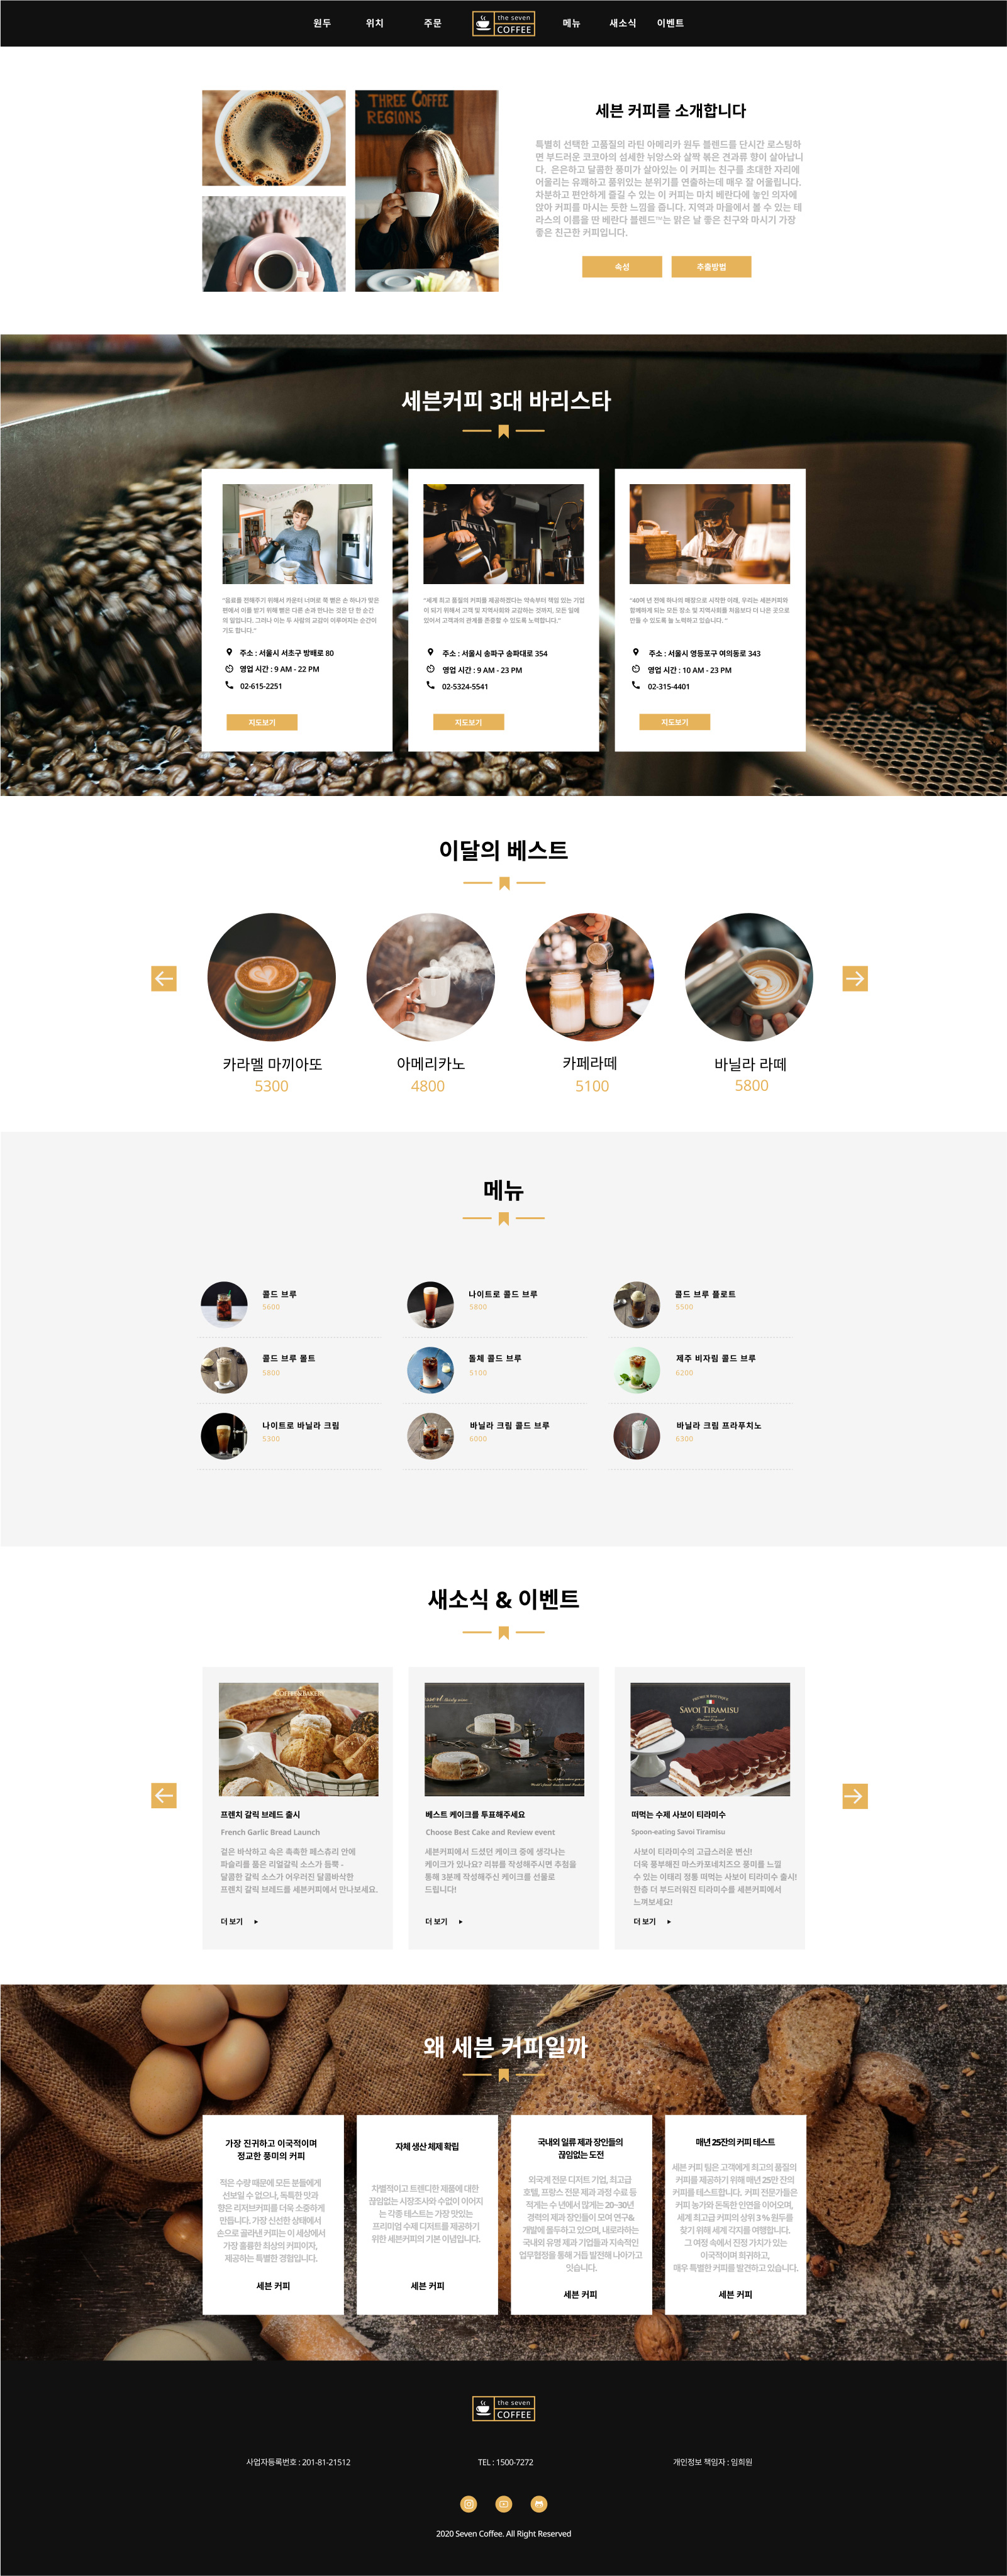 원두 위치 주문 the seven COFFEE 메뉴 새소식 이벤트
THREE COFFEE
REGIONS
세븐 커피를 소개합니다
특별히 선택한 고품질의 라틴 아메리카 원두 블렌드를 단시간 로스팅하
면 부드러운 코코아의 섬세한 뉘앙스와 살짝 볶은 견과류 향이 살아납니
다. 은은하고 달콤한 풍미가 살아있는 이 커피는 친구를 초대한 자리에
어울리는 유쾌하고 품위있는 분위기를 연출하는데 매우 잘 어울립니다.
차분하고 편안하게 즐길 수 있는 이 커피는 마치 베란다에 놓인 의자에
앉아 커피를 마시는 듯한 느낌을 줍니다. 지역과 마을에서 볼 수 있는 테
라스의 이름을 딴 베란다 블렌드™는 맑은 날 좋은 친구와 마시기 가장
좋은 친근한 커피입니다.
속성 추출방법
세븐커피 3대 바리스타
"음료를 전해주기 위해서 카운터 너머로 쭉 뻗은 손 하나가 맞은
편에서 이를 받기 위해 뻗은 다른 손과 만나는 것은 단 한 순간
의 일입니다. 그러나 이는 두 사람의 교감이 이루어지는 순간이
기도 합니다."
주소 : 서울시 서초구 방배로 80
영업 시간 : 9 AM - 22 PM
02-615-2251
지도보기
"세계 최고 품질의 커피를 제공하겠다는 약속부터 책임 있는 기업
이 되기 위해서 고객 및 지역사회와 교감하는 것까지, 모든 일에
있어서 고객과의 관계를 존중할 수 있도록 노력합니다."
주소 : 서울시 송파구 송파대로 354
영업 시간 : 9 AM - 23 PM
02-5324-5541
지도보기
"40여 년 전에 하나의 매장으로 시작한 이래, 우리는 세븐커피와
함께하게 되는 모든 장소 및 지역사회를 처음보다 더 나은 곳으로
만들 수 있도록 늘 노력하고 있습니다. "
주소 : 서울시 영등포구 여의동로 343
영업 시간 : 10 AM - 23 PM
02-315-4401
지도보기
이달의 베스트
카라멜 마끼아또 아메리카노 카페라떼 바닐라 라떼
5300 4800 5100 5800
메뉴
콜드 브루 나이트로 콜드 브루 콜드 브루 플로트
5600 5800 5500
콜드 브루 몰트 돌체 콜드 브루 제주 비자림 콜드 브루
5800 5100 6200
나이트로 바닐라 크림 바닐라 크림 콜드 브루 바닐라 크림 프라푸치노
5300 6000 6300
새소식 & 이벤트
COFFEE&BAKERY
프렌치 갈릭 브레드 출시
French Garlic Bread Launch
겉은 바삭하고 속은 촉촉한 페스츄리 안에
파슬리를 품은 리얼갈릭 소스가 듬뿍 -
달콤한 갈릭 소스가 어우러진 달콤바삭한
프렌치 갈릭 브레드를 세븐커피에서 만나보세요.
더 보기
베스트 케이크를 투표해주세요
Choose Best Cake and Review event
세븐커피에서 드셨던 케이크 중에 생각나는
케이크가 있나요? 리뷰를 작성해주시면 추첨을
통해 3분께 작성해주신 케이크를 선물로
드립니다!
더 보기
SAVOI TIRAMISU
떠먹는 수제 사보이 티라미수
Spoon-eating Savoi Tiramisu
사보이 티라미수의 고급스러운 변신!
더욱 풍부해진 마스카포네치즈으 풍미를 느낄
수 있는 이태리 정통 떠먹는 사보이 티라미수 출시!
한층 더 부드러워진 티라미수를 세븐커피에서
느껴보세요!
더 보기
왜 세븐 커피일까
가장 진귀하고 이국적이며
정교한 풍미의 커피
적은 수량 때문에 모든 분들에게
선보일 수 없으나, 독특한 맛과
향은 리저브커피를 더욱 소중하게
만듭니다. 가장 신선한 상태에서
손으로 골라낸 커피는 이 세상에서
가장 훌륭한 최상의 커피이자,
제공하는 특별한 경험입니다.
세븐 커피
자체 생산 체제 확립
차별적이고 트렌디한 제품에 대한
끊임없는 시장조사와 수없이 이어지
는 각종 테스트는 가장 맛있는
프리미엄 수제 디저트를 제공하기
위한 세븐커피의 기본 이념입니다.
세븐 커피
국내외 일류 제과 장인들의
끊임없는 도전
외국계 전문 디저트 기업, 최고급
호텔, 프랑스 전문 제과 과정 수료 등
적게는 수 년에서 많게는 20~30년
경력의 제과 장인들이 모여 연구&
개발에 몰두하고 있으며, 내로라하는
국내외 유명 제과 기업들과 지속적인
업무협정을 통해 거듭 발전해 나아가고
잇습니다.
세븐 커피
매년 25잔의 커피 테스트
세븐 커피 팀은 고객에게 최고의 품질의
커피를 제공하기 위해 매년 25만 잔의
커피를 테스트합니다. 커피 전문가들은
커피 농가와 돈독한 인연을 이어오며,
세계 최고급 커피의 상위 3 % 원두를
찾기 위해 세계 각지를 여행합니다.
그 여정 속에서 진정 가치가 있는
이국적이며 희귀하고,
매우 특별한 커피를 발견하고 있습니다.
세븐 커피
the seven
COFFEE
사업자등록번호 : 201-81-21512 TEL : 1500-7272 개인정보 책임자 : 임희원
2020 Seven Coffee. All Right Reserved